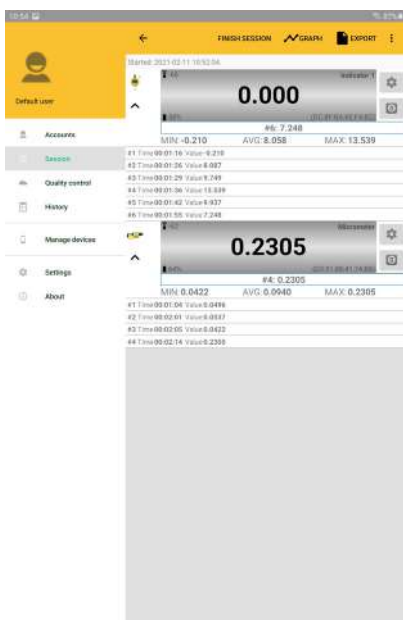 10:54
FINISH SESSION GRAPH EXPORT
Default user
Accounts
Session
Quality control
History
Manage devices
Settings
About
Started: 2021-02-11 10:52:04
-46 Indicator 1
0.000
#6: 7.248
MIN: -0.210 AVG: 8.058 MAX: 13.539
#1 Time 00:01:16 Value -0.210
#2 Time 00:01:26 Value 8.087
#3 Time 00:01:29 Value 9.749
#4 Time 00:01:36 Value 13.539
#5 Time 00:01:42 Value 9.937
#6 Time 00:01:55 Value 7.248
Micrometer
0.2305
#4: 0.2305
MIN: 0.0422 AVG: 0.0940 MAX: 0.2305
#1 Time 00:01:04 Value 0.0496
#2 Time 00:02:01 Value 0.0537
#3 Time 00:02:05 Value 0.0422
#4 Time 00:02:14 Value 0.2305